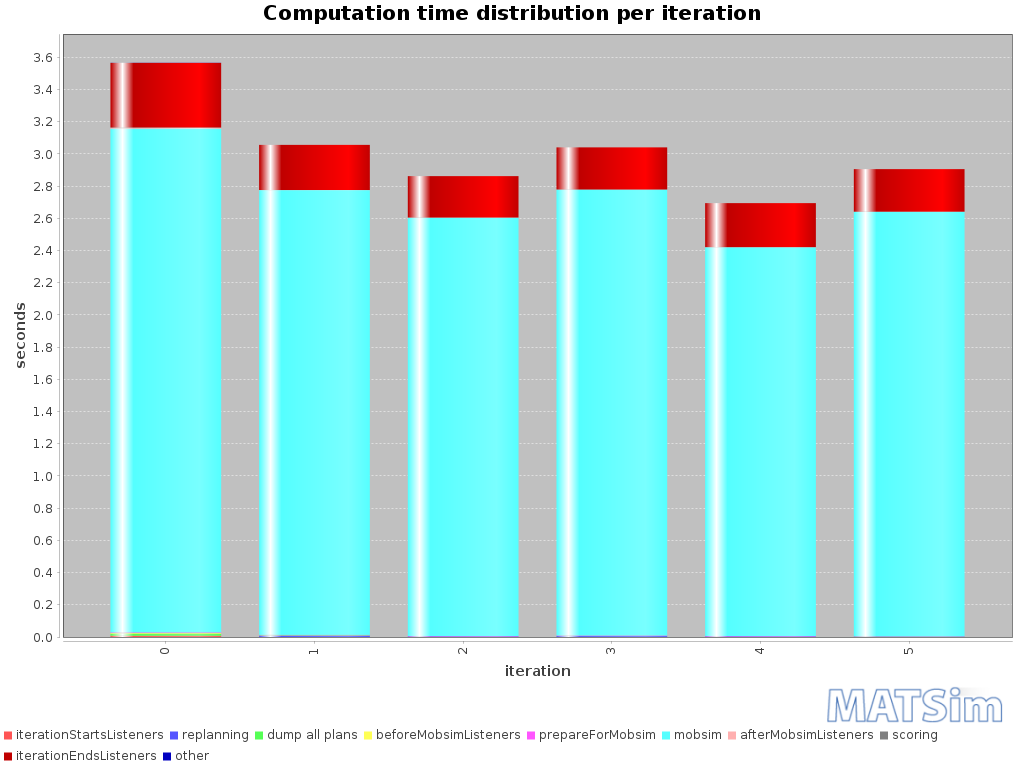 Computation time distribution per iteration
3.6
3.4
3.2
3.0
2.8
2.6
2.4
2.2
2.0
1.8
1.6
1.4
1.2
1.0
0.8
0.6
0.4
0.2
0.0
seconds
0 1 2 3 4 5
iteration
MATSim
iterationStartsListeners replanning dump all plans beforeMobsimListeners prepareForMobsim mobsim afterMobsimListeners scoring
iterationEndsListeners other